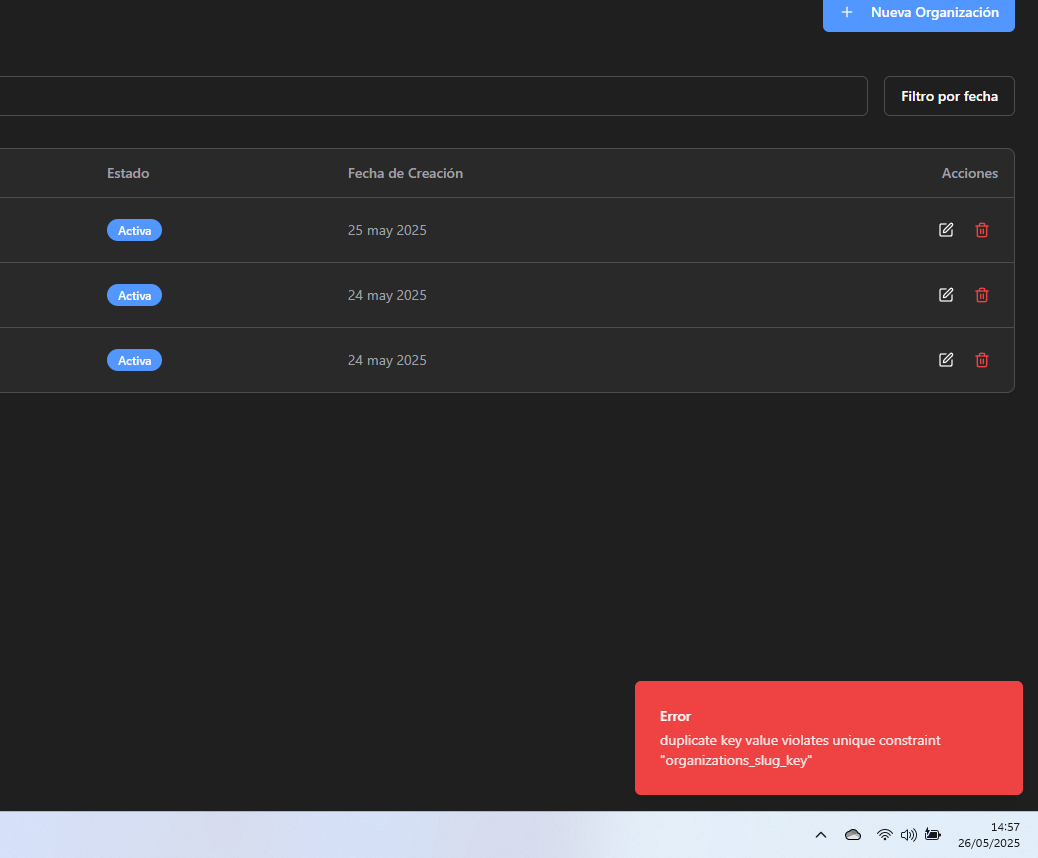 Nueva Organización
Filtro por fecha
Estado Fecha de Creación Acciones
Activa 25 may 2025
Activa 24 may 2025
Activa 24 may 2025
Error
duplicate key value violates unique constraint
"organizations_slug_key"
14:57
26/05/2025